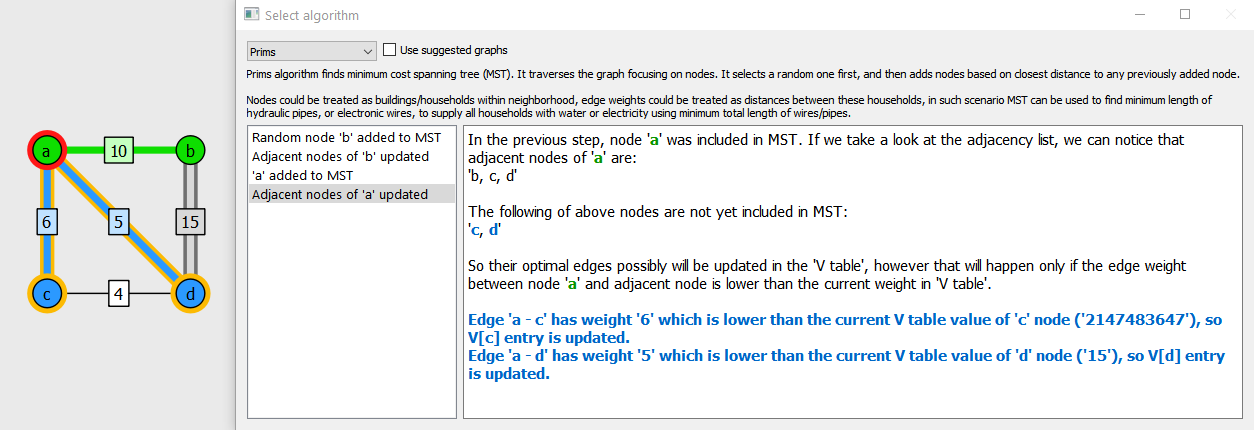 Select algorithm
Prims
Use suggested graphs
Prims algorithm finds minimum cost spanning tree (MST). It traverses the graph focusing on nodes. It selects a random one first, and then adds nodes based on closest distance to any previously added node.
Nodes could be treated as buildings/households within neighborhood, edge weights could be treated as distances between these households, in such scenario MST can be used to find minimum length of
hydraulic pipes, or electronic wires, to supply all households with water or electricity using minimum total length of wires/pipes.
a
10
b
6
5
15
c
4
d
Random node 'b' added to MST
Adjacent nodes of 'b' updated
'a' added to MST
Adjacent nodes of 'a' updated
In the previous step, node 'a' was included in MST. If we take a look at the adjacency list, we can notice that
adjacent nodes of 'a' are:
'b, c, d'
The following of above nodes are not yet included in MST:
'c, d'
So their optimal edges possibly will be updated in the 'V table', however that will happen only if the edge weight
between node 'a' and adjacent node is lower than the current weight in 'V table'.
Edge 'a - c' has weight '6' which is lower than the current V table value of 'c' node ('2147483647'), so
V[c] entry is updated.
Edge 'a - d' has weight '5' which is lower than the current V table value of 'd' node ('15'), so V[d] entry
is updated.